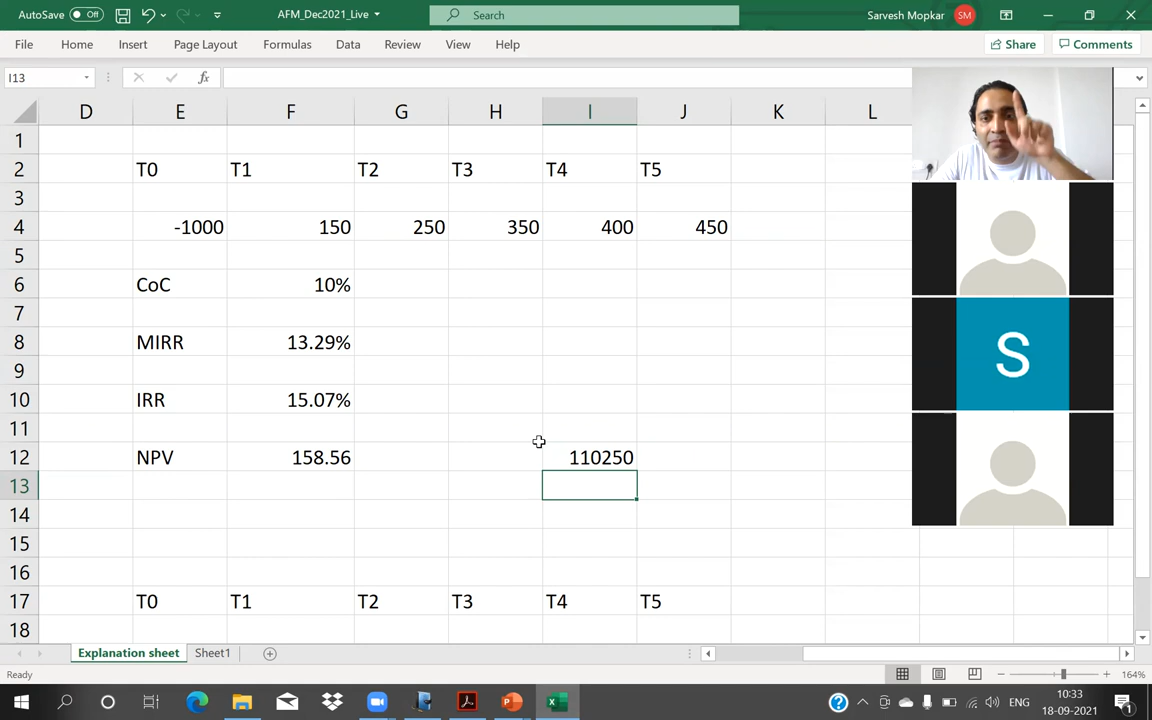 AutoSave Off AFM_Dec2021_Live Search Sarvesh Mopkar SM
File Home Insert Page Layout Formulas Data Review View Help Share Comments
I13 fx
D E F G H I J K L
1
2 T0 T1 T2 T3 T4 T5
3
4 -1000 150 250 350 400 450
5
6 CoC 10%
7
8 MIRR 13.29%
9
10 IRR 15.07%
11
12 NPV 158.56 110250
13
14
15
16
17 T0 T1 T2 T3 T4 T5
18
S
Explanation sheet Sheet1
Ready 164%
ENG 10:33
18-09-2021
1